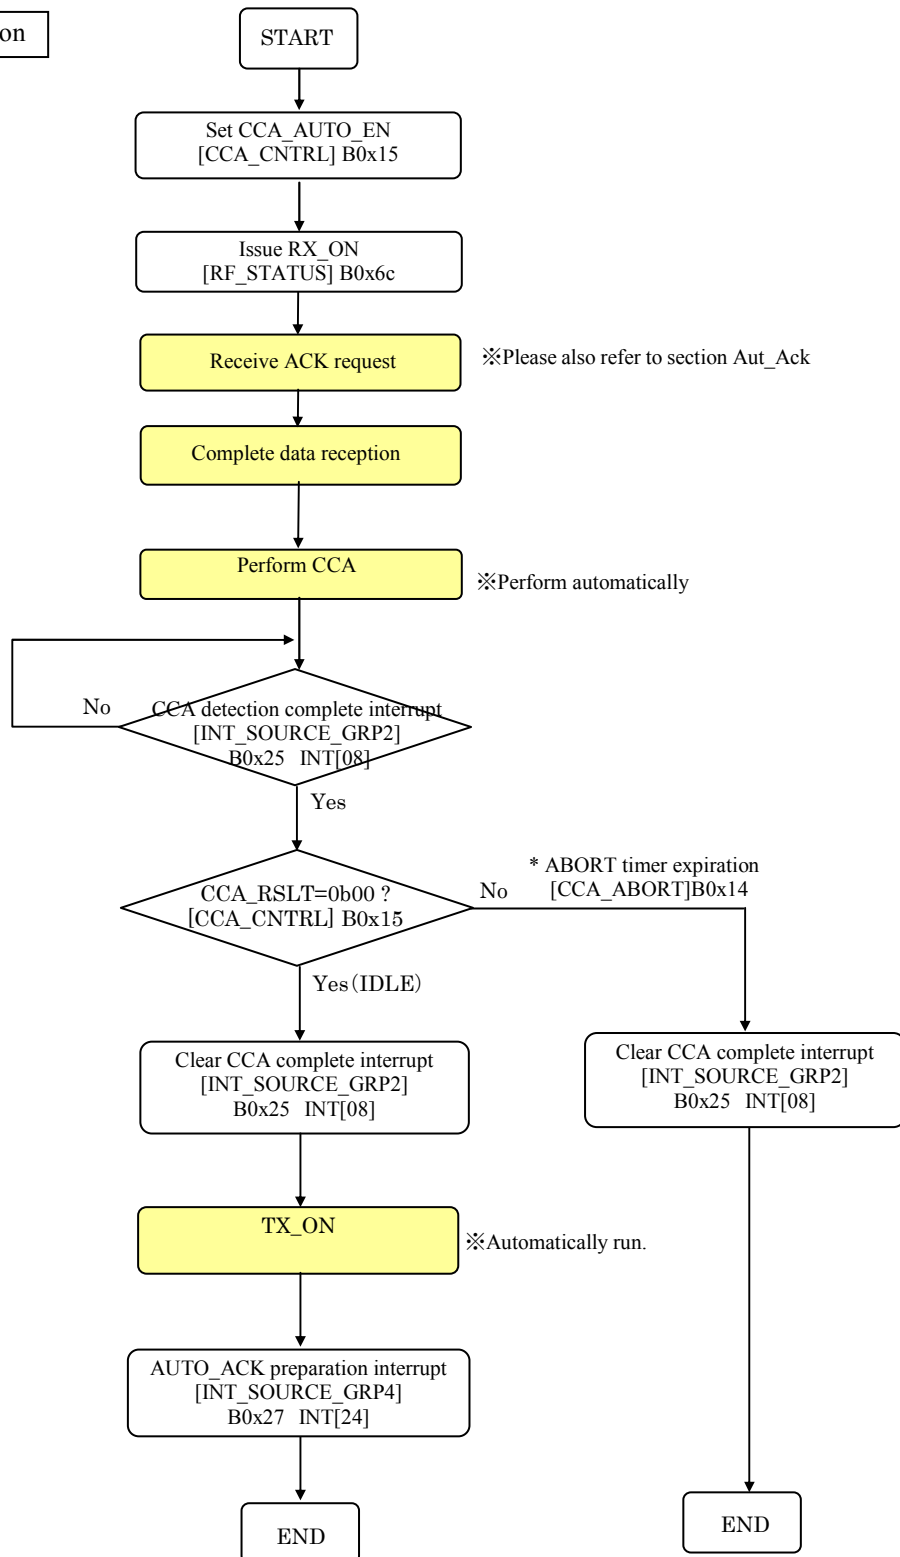 on
START
Set CCA_AUTO_EN
[CCA_CNTRL] B0x15
Issue RX_ON
[RF_STATUS] B0x6c
Receive ACK request
※Please also refer to section Aut_Ack
Complete data reception
Perform CCA
※Perform automatically
No
CCA detection complete interrupt
[INT_SOURCE_GRP2]
B0x25 INT[08]
Yes
* ABORT timer expiration
[CCA_ABORT]B0x14
No
CCA_RSLT=0b00 ?
[CCA_CNTRL] B0x15
Yes(IDLE)
Clear CCA complete interrupt
[INT_SOURCE_GRP2]
B0x25 INT[08]
Clear CCA complete interrupt
[INT_SOURCE_GRP2]
B0x25 INT[08]
TX_ON
※Automatically run.
AUTO_ACK preparation interrupt
[INT_SOURCE_GRP4]
B0x27 INT[24]
END
END